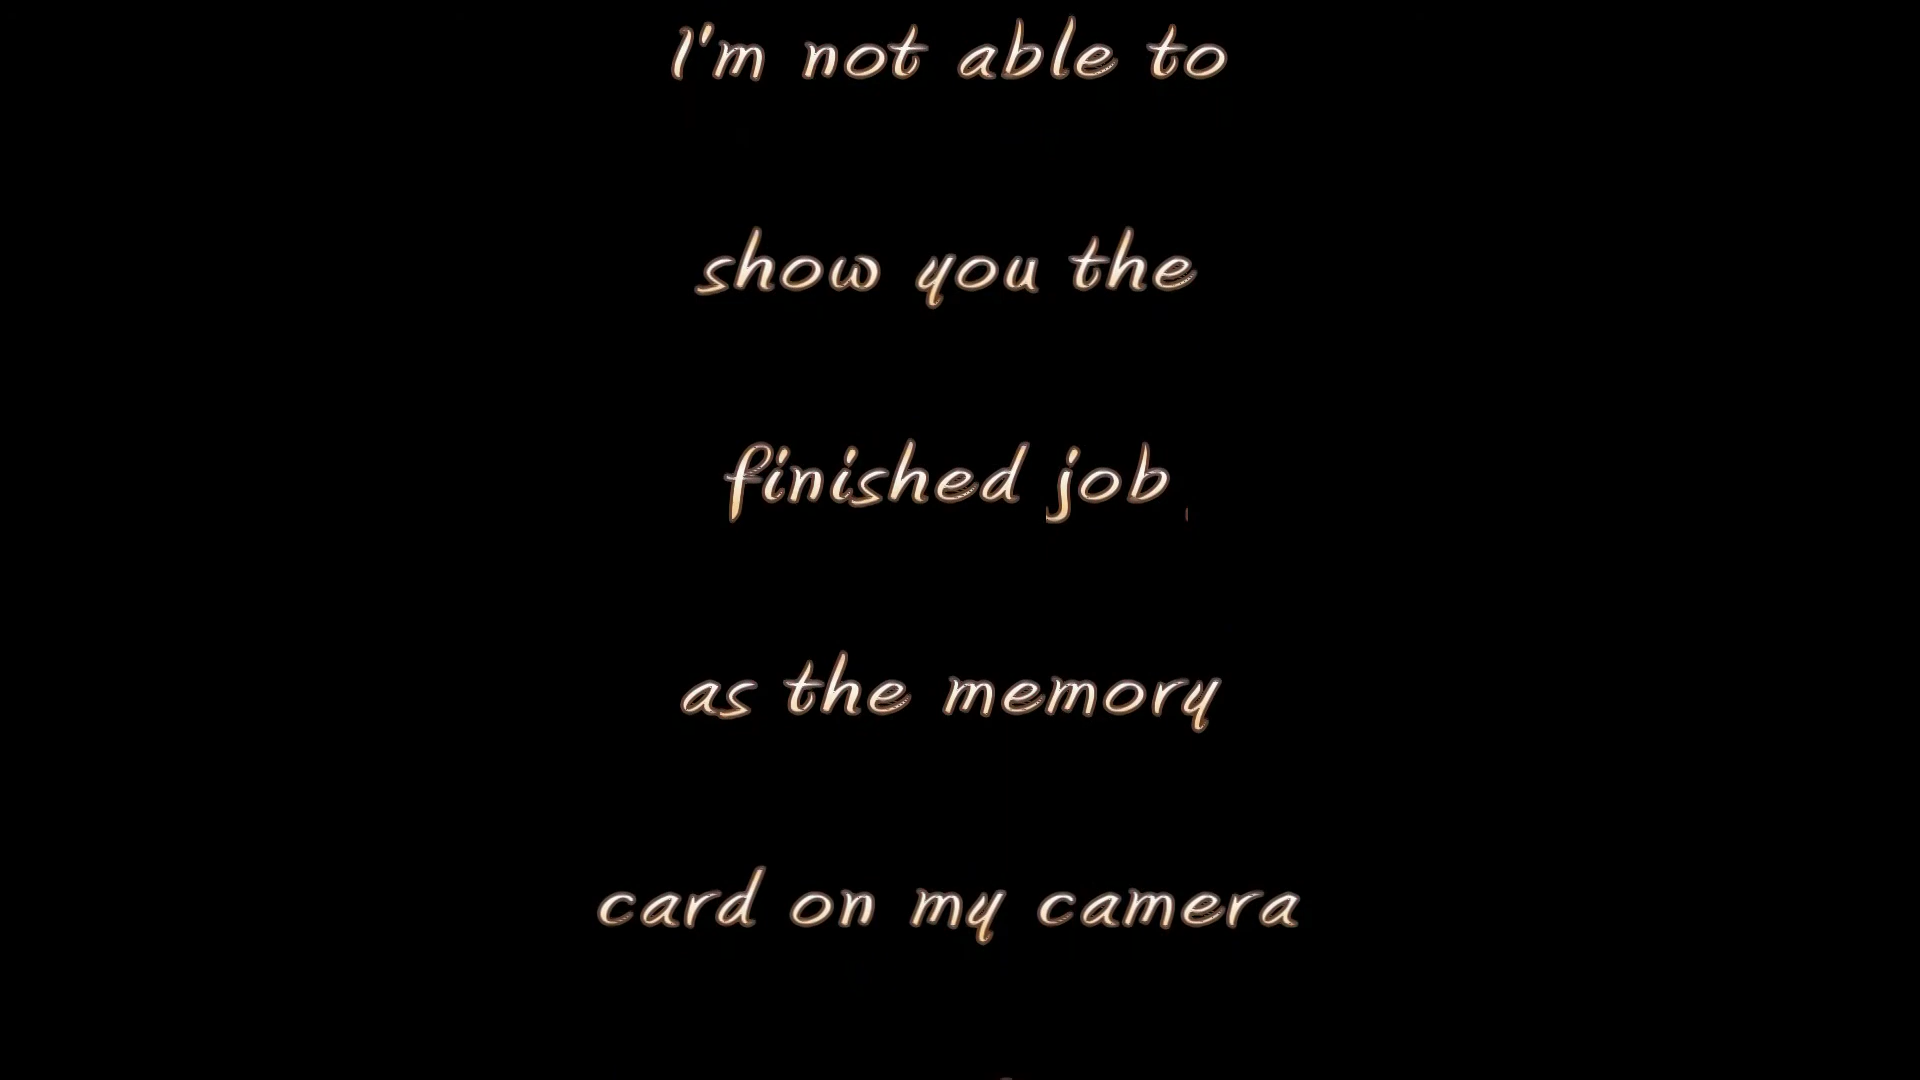 I'm not able to
show you the
finished job
as the memory
card on my camera